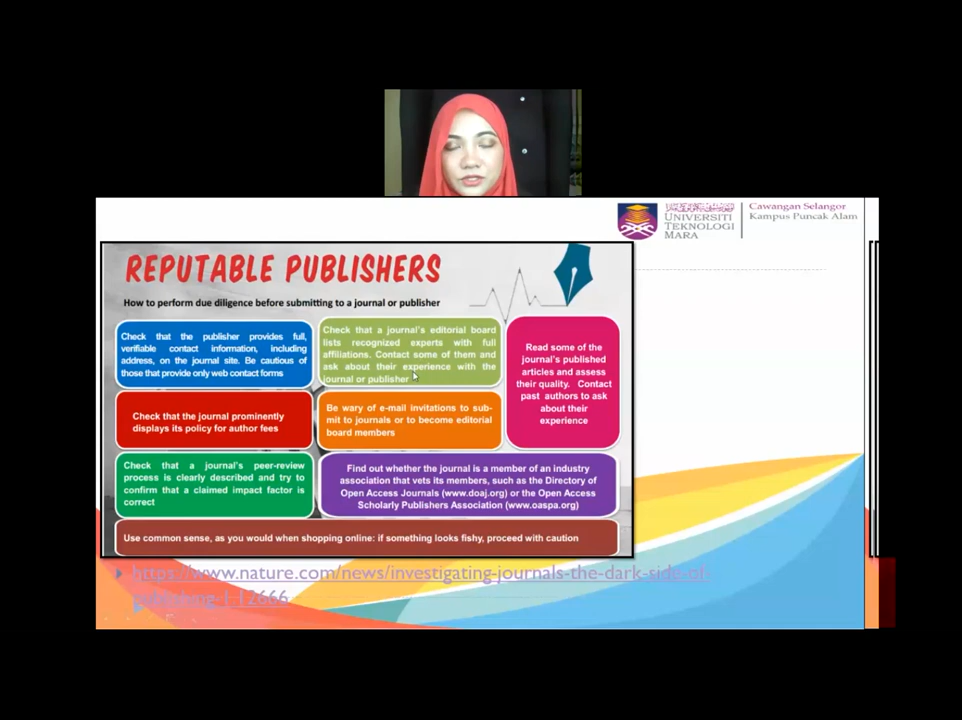 UNIVERSITI
TEKNOLOGI
MARA
Cawangan Selangor
Kampus Puncak Alam
REPUTABLE PUBLISHERS
How to perform due diligence before submitting to a journal or publisher
Check that the publisher provides full,
verifiable contact information, including
address, on the journal site. Be cautious of
those that provide only web contact forms
Check that a journal's editorial board
lists recognized experts with full
affiliations. Contact some of them and
ask about their experience with the
journal or publisher
Read some of the
journal's published
articles and assess
their quality. Contact
past authors to ask
about their
experience
Check that the journal prominently
displays its policy for author fees
Be wary of e-mail invitations to sub-
mit to journals or to become editorial
board members
Check that a journal's peer-review
process is clearly described and try to
confirm that a claimed impact factor is
correct
Find out whether the journal is a member of an industry
association that vets its members, such as the Directory of
Open Access Journals (www.doaj.org) or the Open Access
Scholarly Publishers Association (www.oaspa.org)
Use common sense, as you would when shopping online: if something looks fishy, proceed with caution
https://www.nature.com/news/investigating-journals-the-dark-side-of-
publishing-1.12666